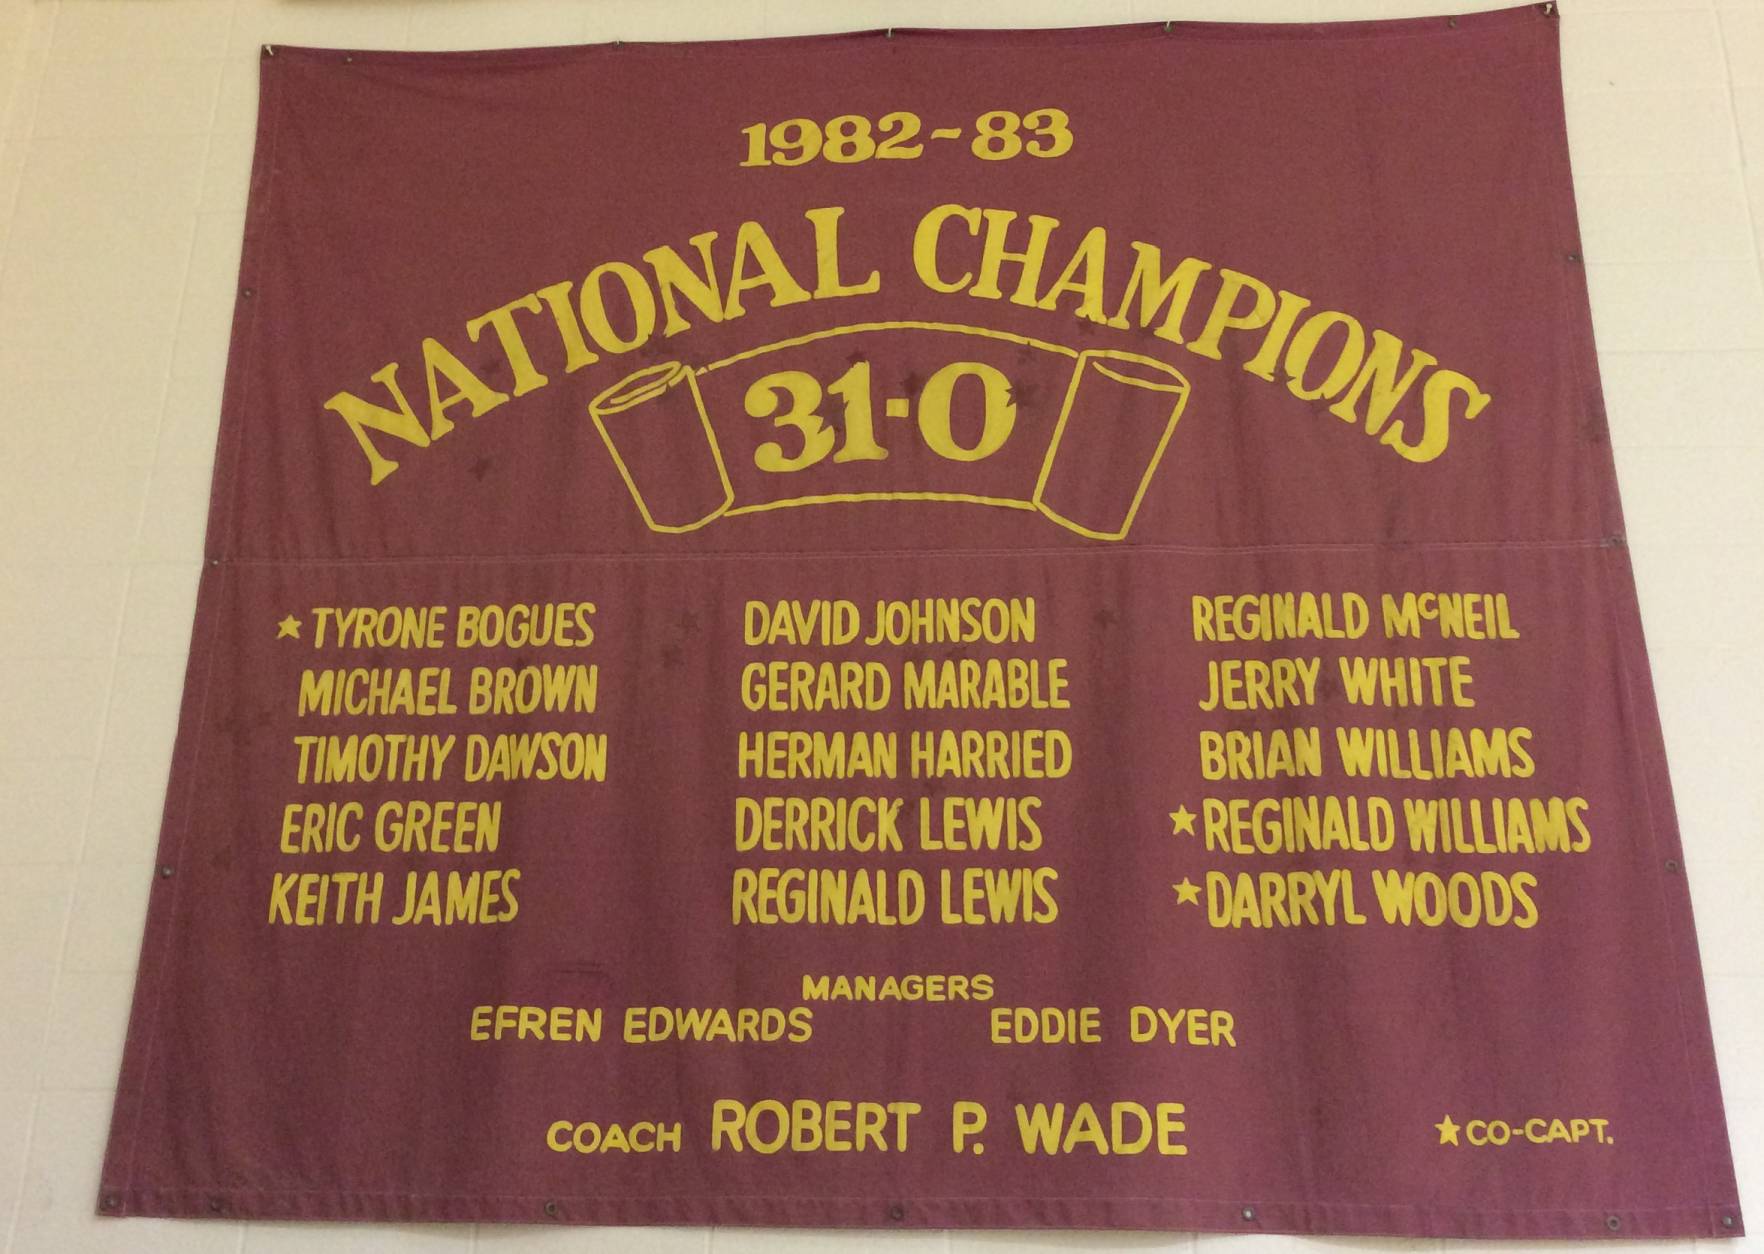 1982-83
NATIONAL CHAMPIONS
31-0
★ TYRONE BOGUES
MICHAEL BROWN
TIMOTHY DAWSON
ERIC GREEN
KEITH JAMES
DAVID JOHNSON
GERARD MARABLE
HERMAN HARRIED
DERRICK LEWIS
REGINALD LEWIS
REGINALD McNEIL
JERRY WHITE
BRIAN WILLIAMS
★ REGINALD WILLIAMS
★ DARRYL WOODS
MANAGERS
EFREN EDWARDS EDDIE DYER
COACH ROBERT P. WADE
★ CO-CAPT.